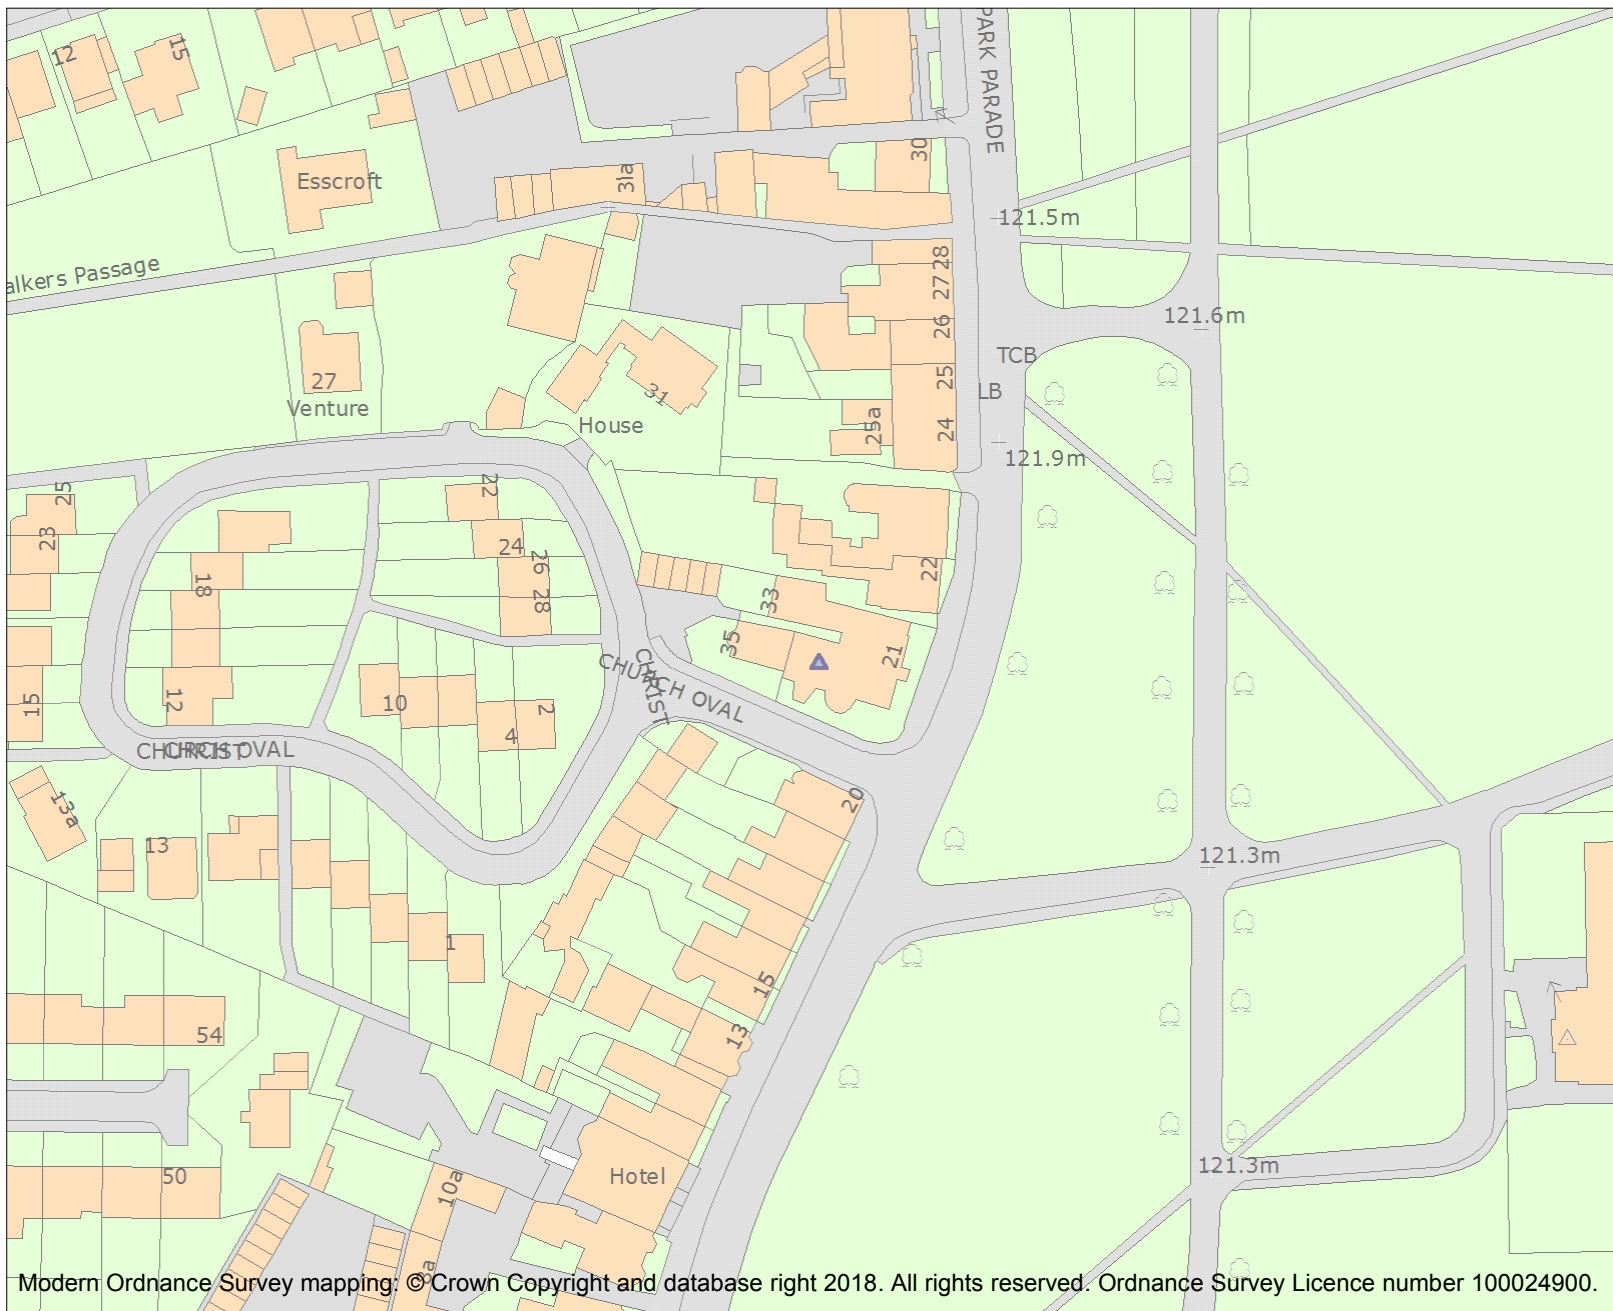 12
15
PARK PARADE
30
Esscroft
31a
121.5m
alkers Passage
28
27
26
121.6m
TCB
27
Venture
31
25
LB
House
25a
24
121.9m
25
22
23
24
26
18
28
22
33
35
21
CHURCH OVAL
CHRIST
15
12
10
2
4
CHRIST
CHURCH OVAL
13a
13
20
121.3m
1
15
54
13
50
Hotel
121.3m
10a
8a
Modern Ordnance Survey mapping: © Crown Copyright and database right 2018. All rights reserved. Ordnance Survey Licence number 100024900.